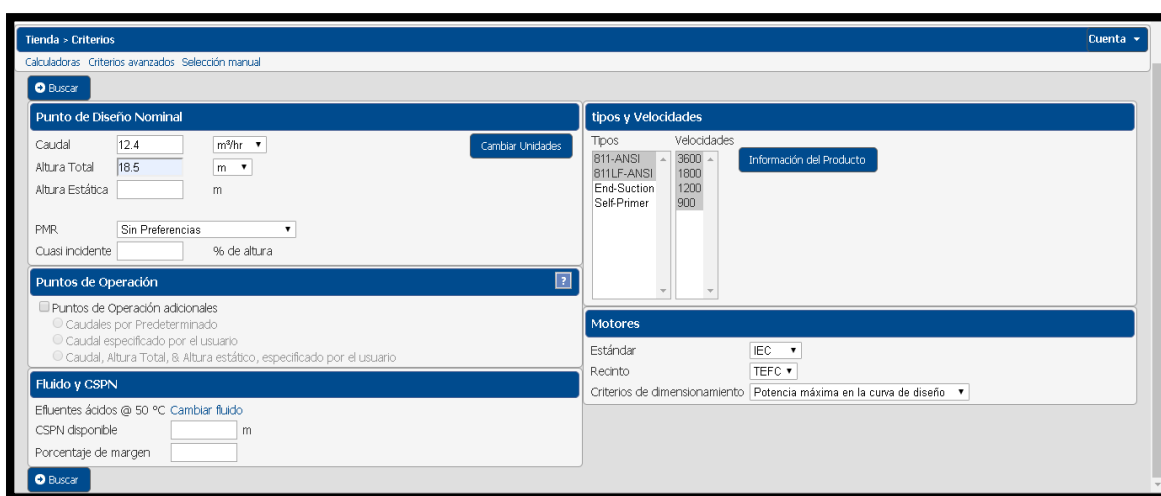 Tienda > Criterios
Cuenta
Calculadoras Criterios avanzados Selección manual
Buscar
Punto de Diseño Nominal
Caudal 12.4 m³/hr
Cambiar Unidades
Altura Total 18.5 m
Altura Estática m
PMR Sin Preferencias
Cuasi incidente % de altura
Puntos de Operación ?
Puntos de Operación adicionales
Caudales por Predeterminado
Caudal especificado por el usuario
Caudal, Altura Total, & Altura estático, especificado por el usuario
Fluido y CSPN
Efluentes ácidos @ 50 ºC Cambiar fluido
CSPN disponible m
Porcentaje de margen
Buscar
tipos y Velocidades
Tipos Velocidades
811-ANSI 3600
811LF-ANSI 1800
End-Suction 1200
Self-Primer 900
Información del Producto
Motores
Estándar IEC
Recinto TEFC
Criterios de dimensionamiento Potencia máxima en la curva de diseño